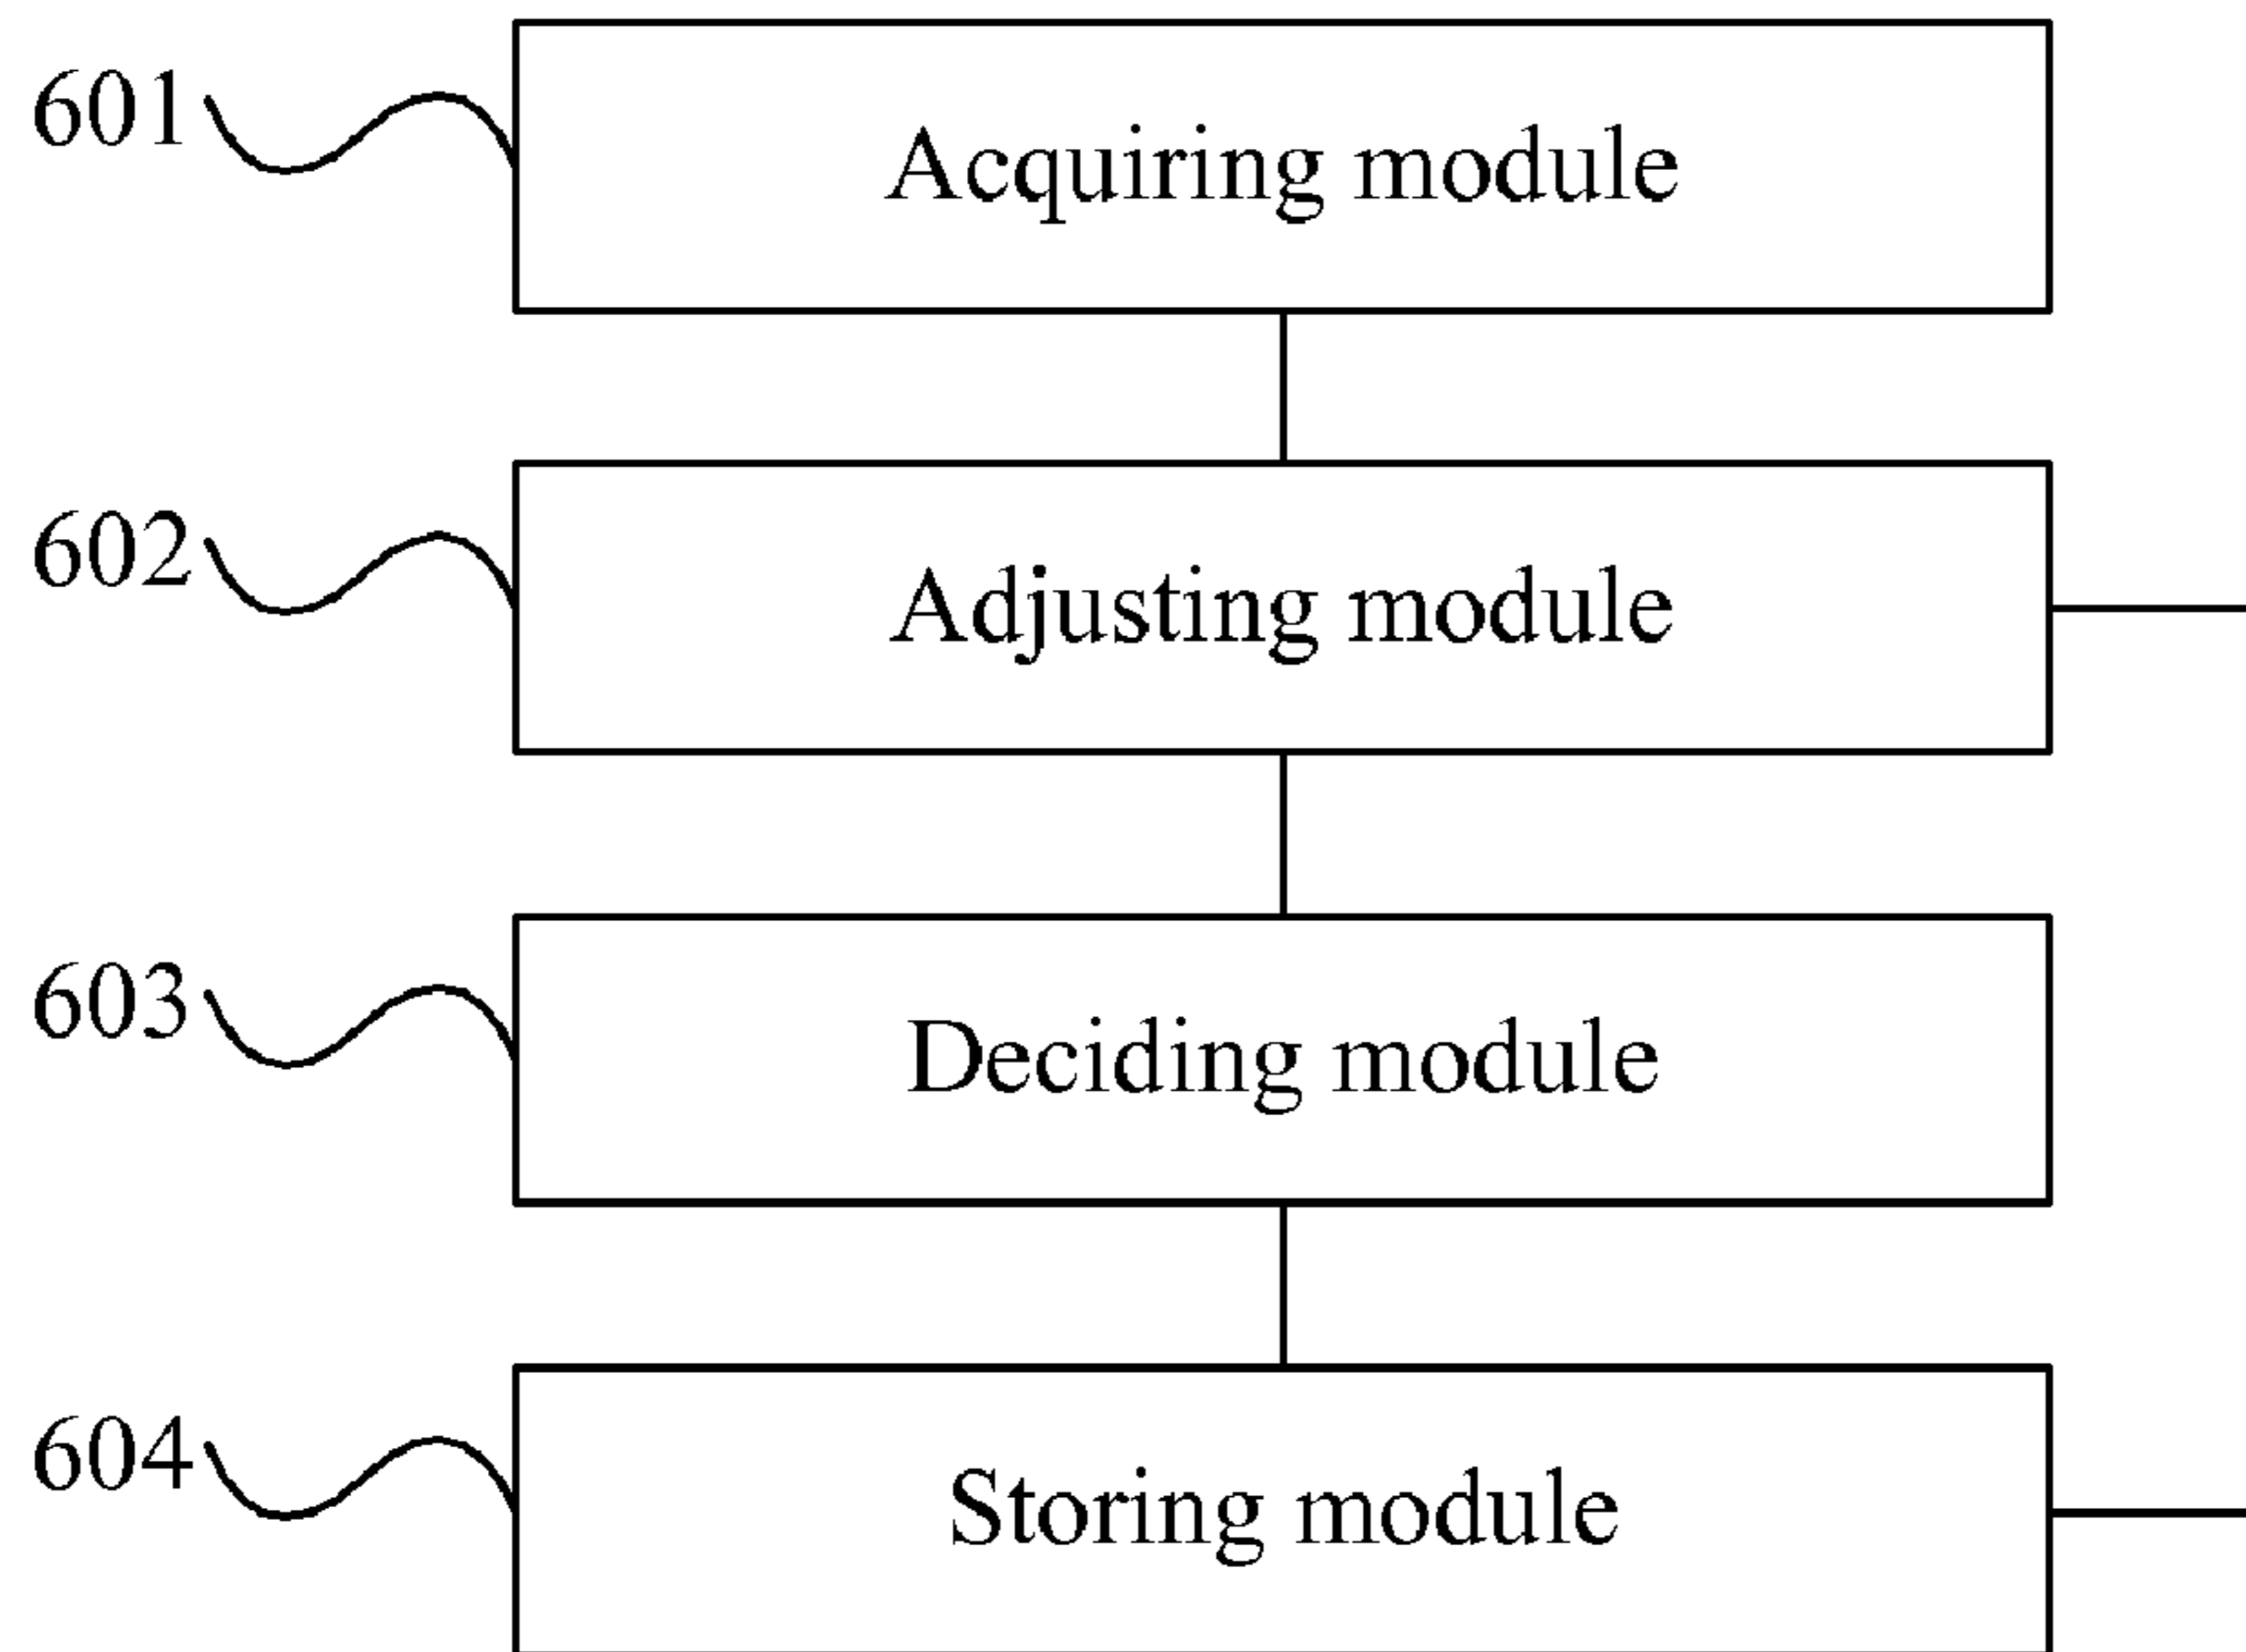 601
Acquiring module
602
Adjusting module
603
Deciding module
604
Storing module